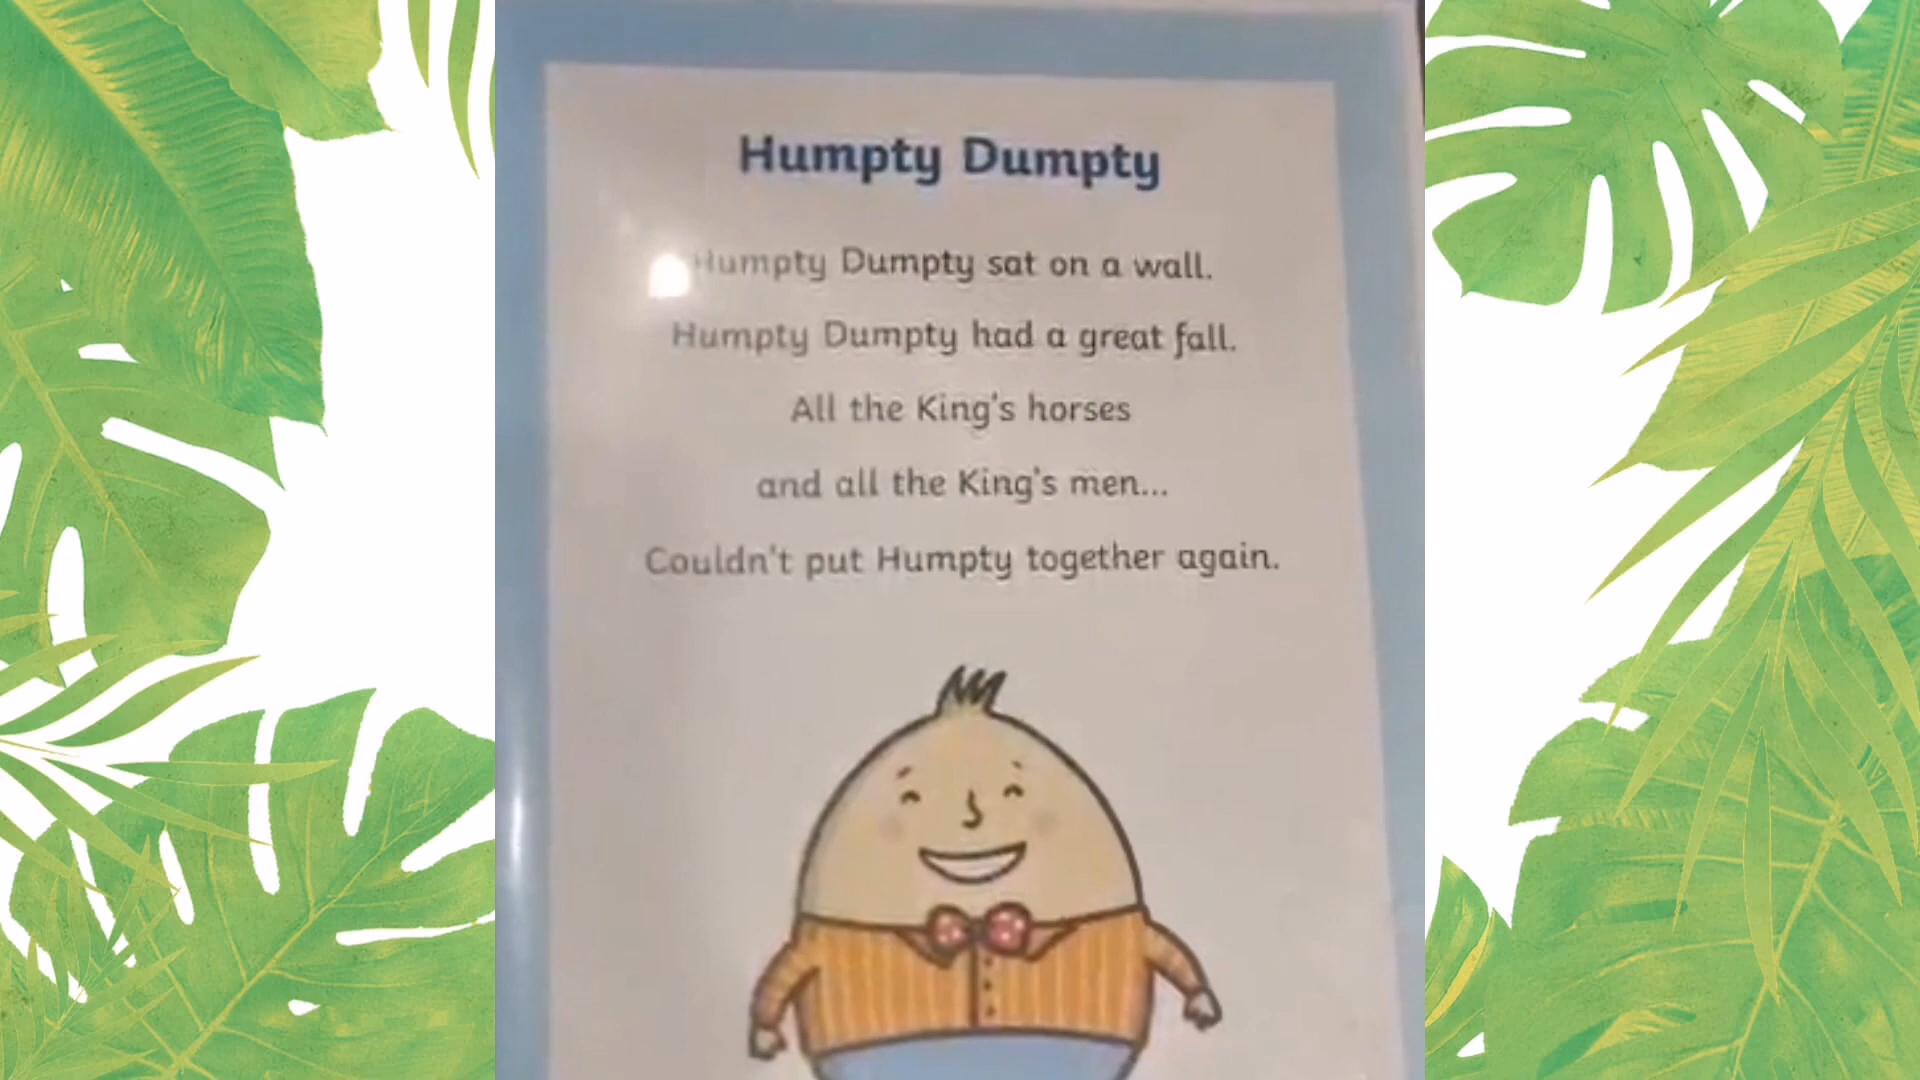 Humpty Dumpty
Humpty Dumpty sat on a wall.
Humpty Dumpty had a great fall.
All the King's horses
and all the King's men...
Couldn't put Humpty together again.